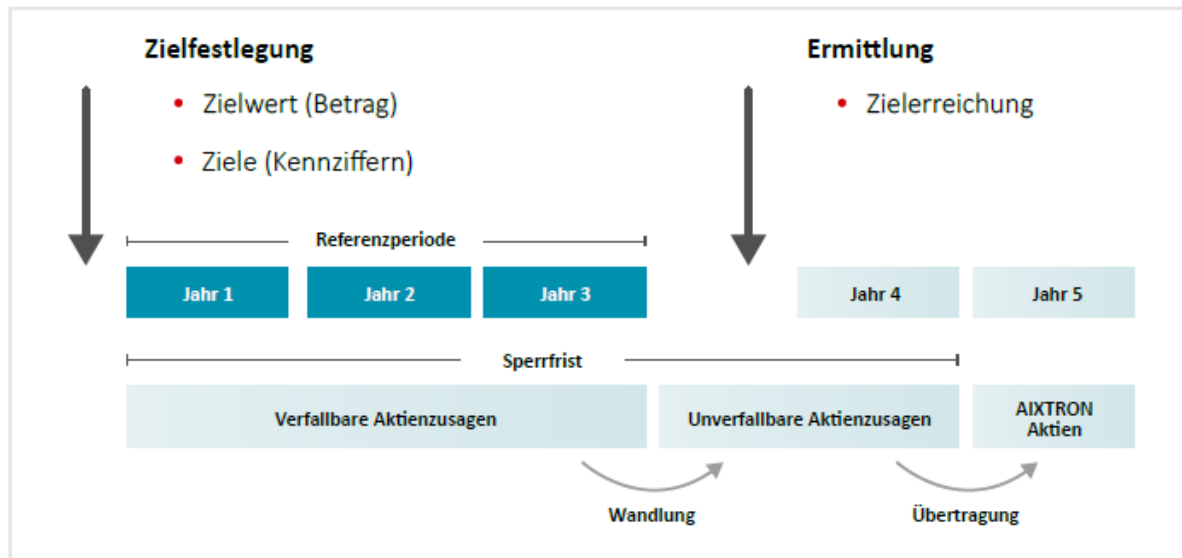 Zielfestlegung
• Zielwert (Betrag)
• Ziele (Kennziffern)
Ermittlung
• Zielerreichung
Referenzperiode
Jahr 1
Jahr 2
Jahr 3
Jahr 4
Jahr 5
Sperrfrist
Verfallbare Aktienzusagen
Unverfallbare Aktienzusagen
AIXTRON
Aktien
Wandlung
Übertragung